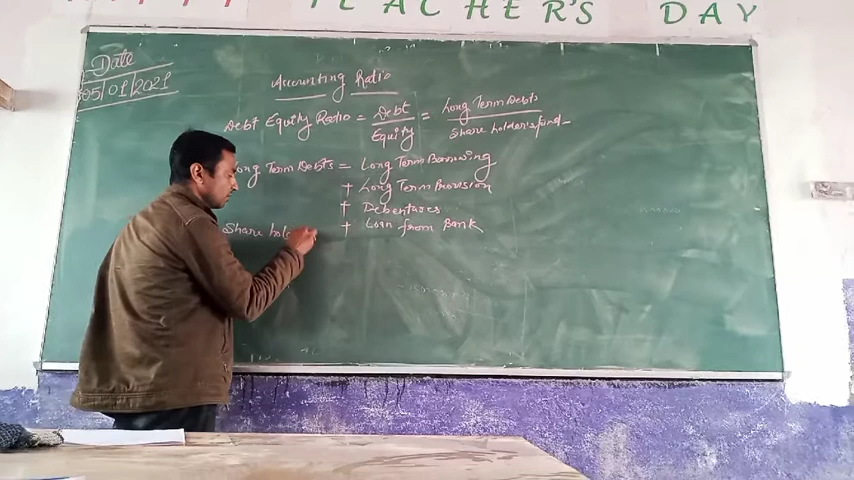 TEACHER'S DAY
Date
05/01/2021
Accounting Ratio
Debt Equity Ratio = Debt / Equity = Long Term Debts / Share holder's fund
Long Term Debts = Long Term Borrowing
+ Long Term Provision
+ Debentures
+ Loan from Bank
Share hol